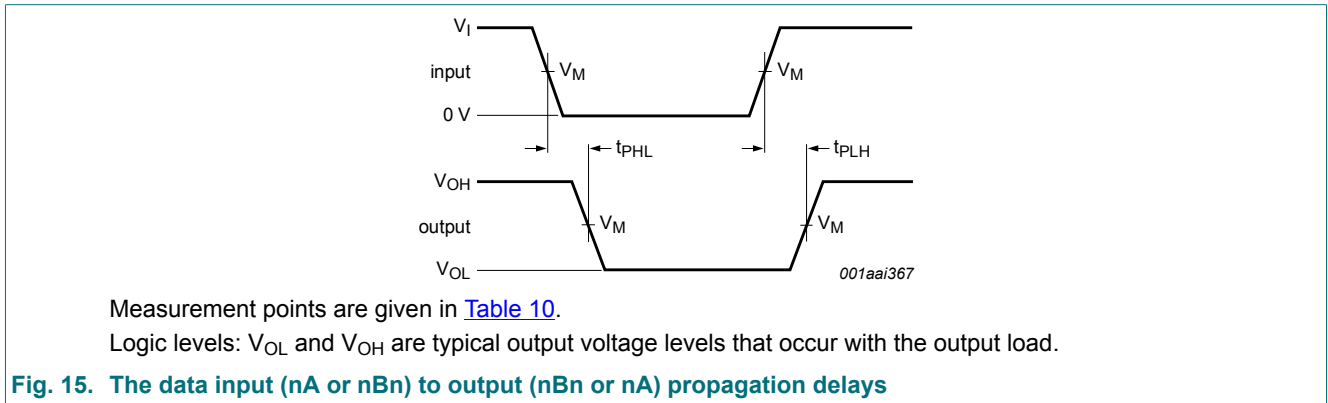 V_I
input
V_M
V_M
0 V
t_PHL
t_PLH
V_OH
output
V_M
V_M
V_OL
001aai367
Measurement points are given in Table 10.
Logic levels: V_OL and V_OH are typical output voltage levels that occur with the output load.
Fig. 15. The data input (nA or nBn) to output (nBn or nA) propagation delays